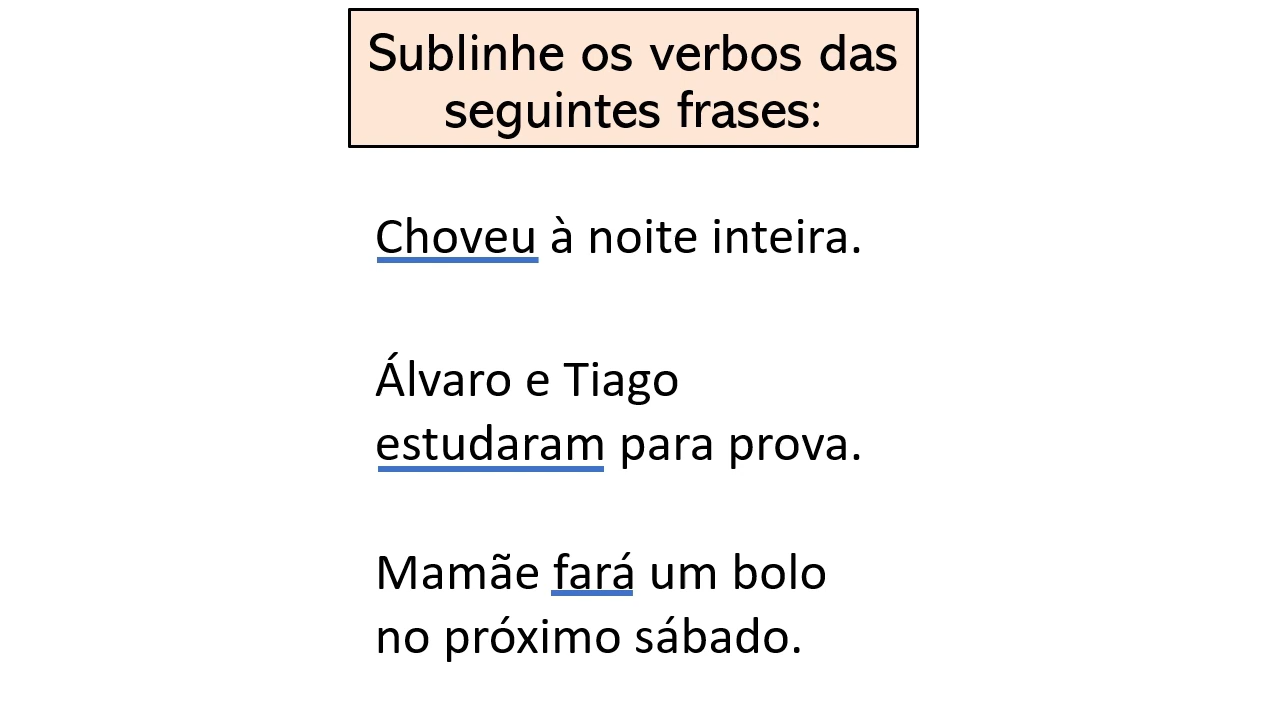 Sublinhe os verbos das
seguintes frases:
Choveu à noite inteira.
Álvaro e Tiago
estudaram para prova.
Mamãe fará um bolo
no próximo sábado.